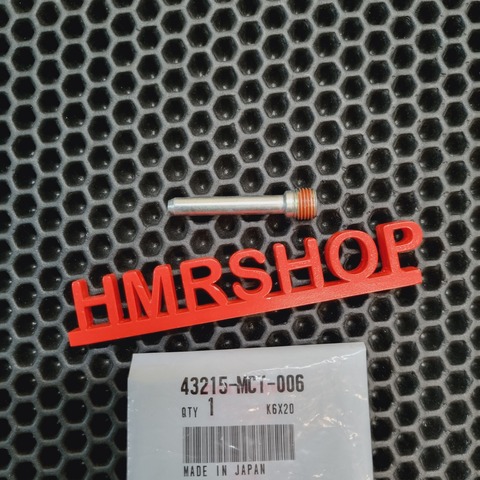 HMRSHOP
43215-MCT-006
QTY 1 K6X20
MADE IN JAPAN